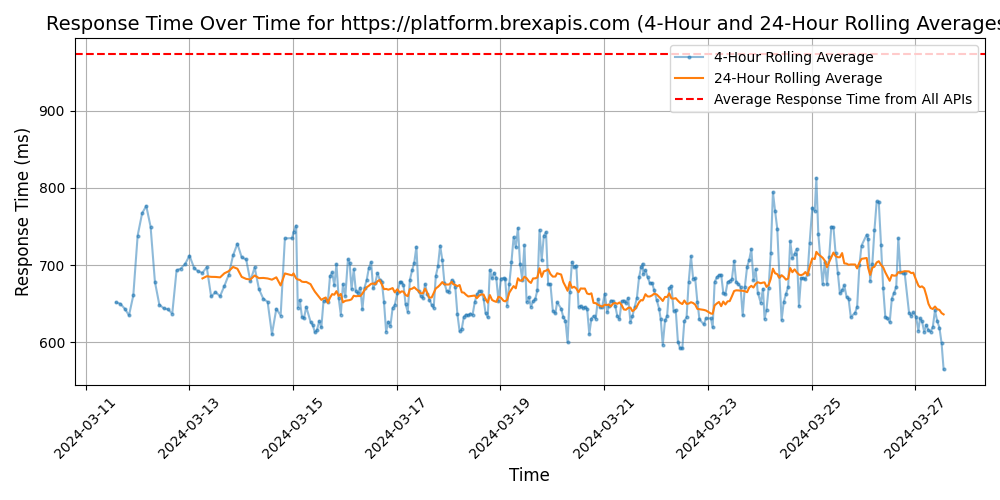 Response Time Over Time for https://platform.brexapis.com (4-Hour and 24-Hour Rolling Averages
4-Hour Rolling Average
24-Hour Rolling Average
Average Response Time from All APIs
Response Time (ms)
900
800
700
600
2024-03-11
2024-03-13
2024-03-15
2024-03-17
2024-03-19
2024-03-21
2024-03-23
2024-03-25
2024-03-27
Time